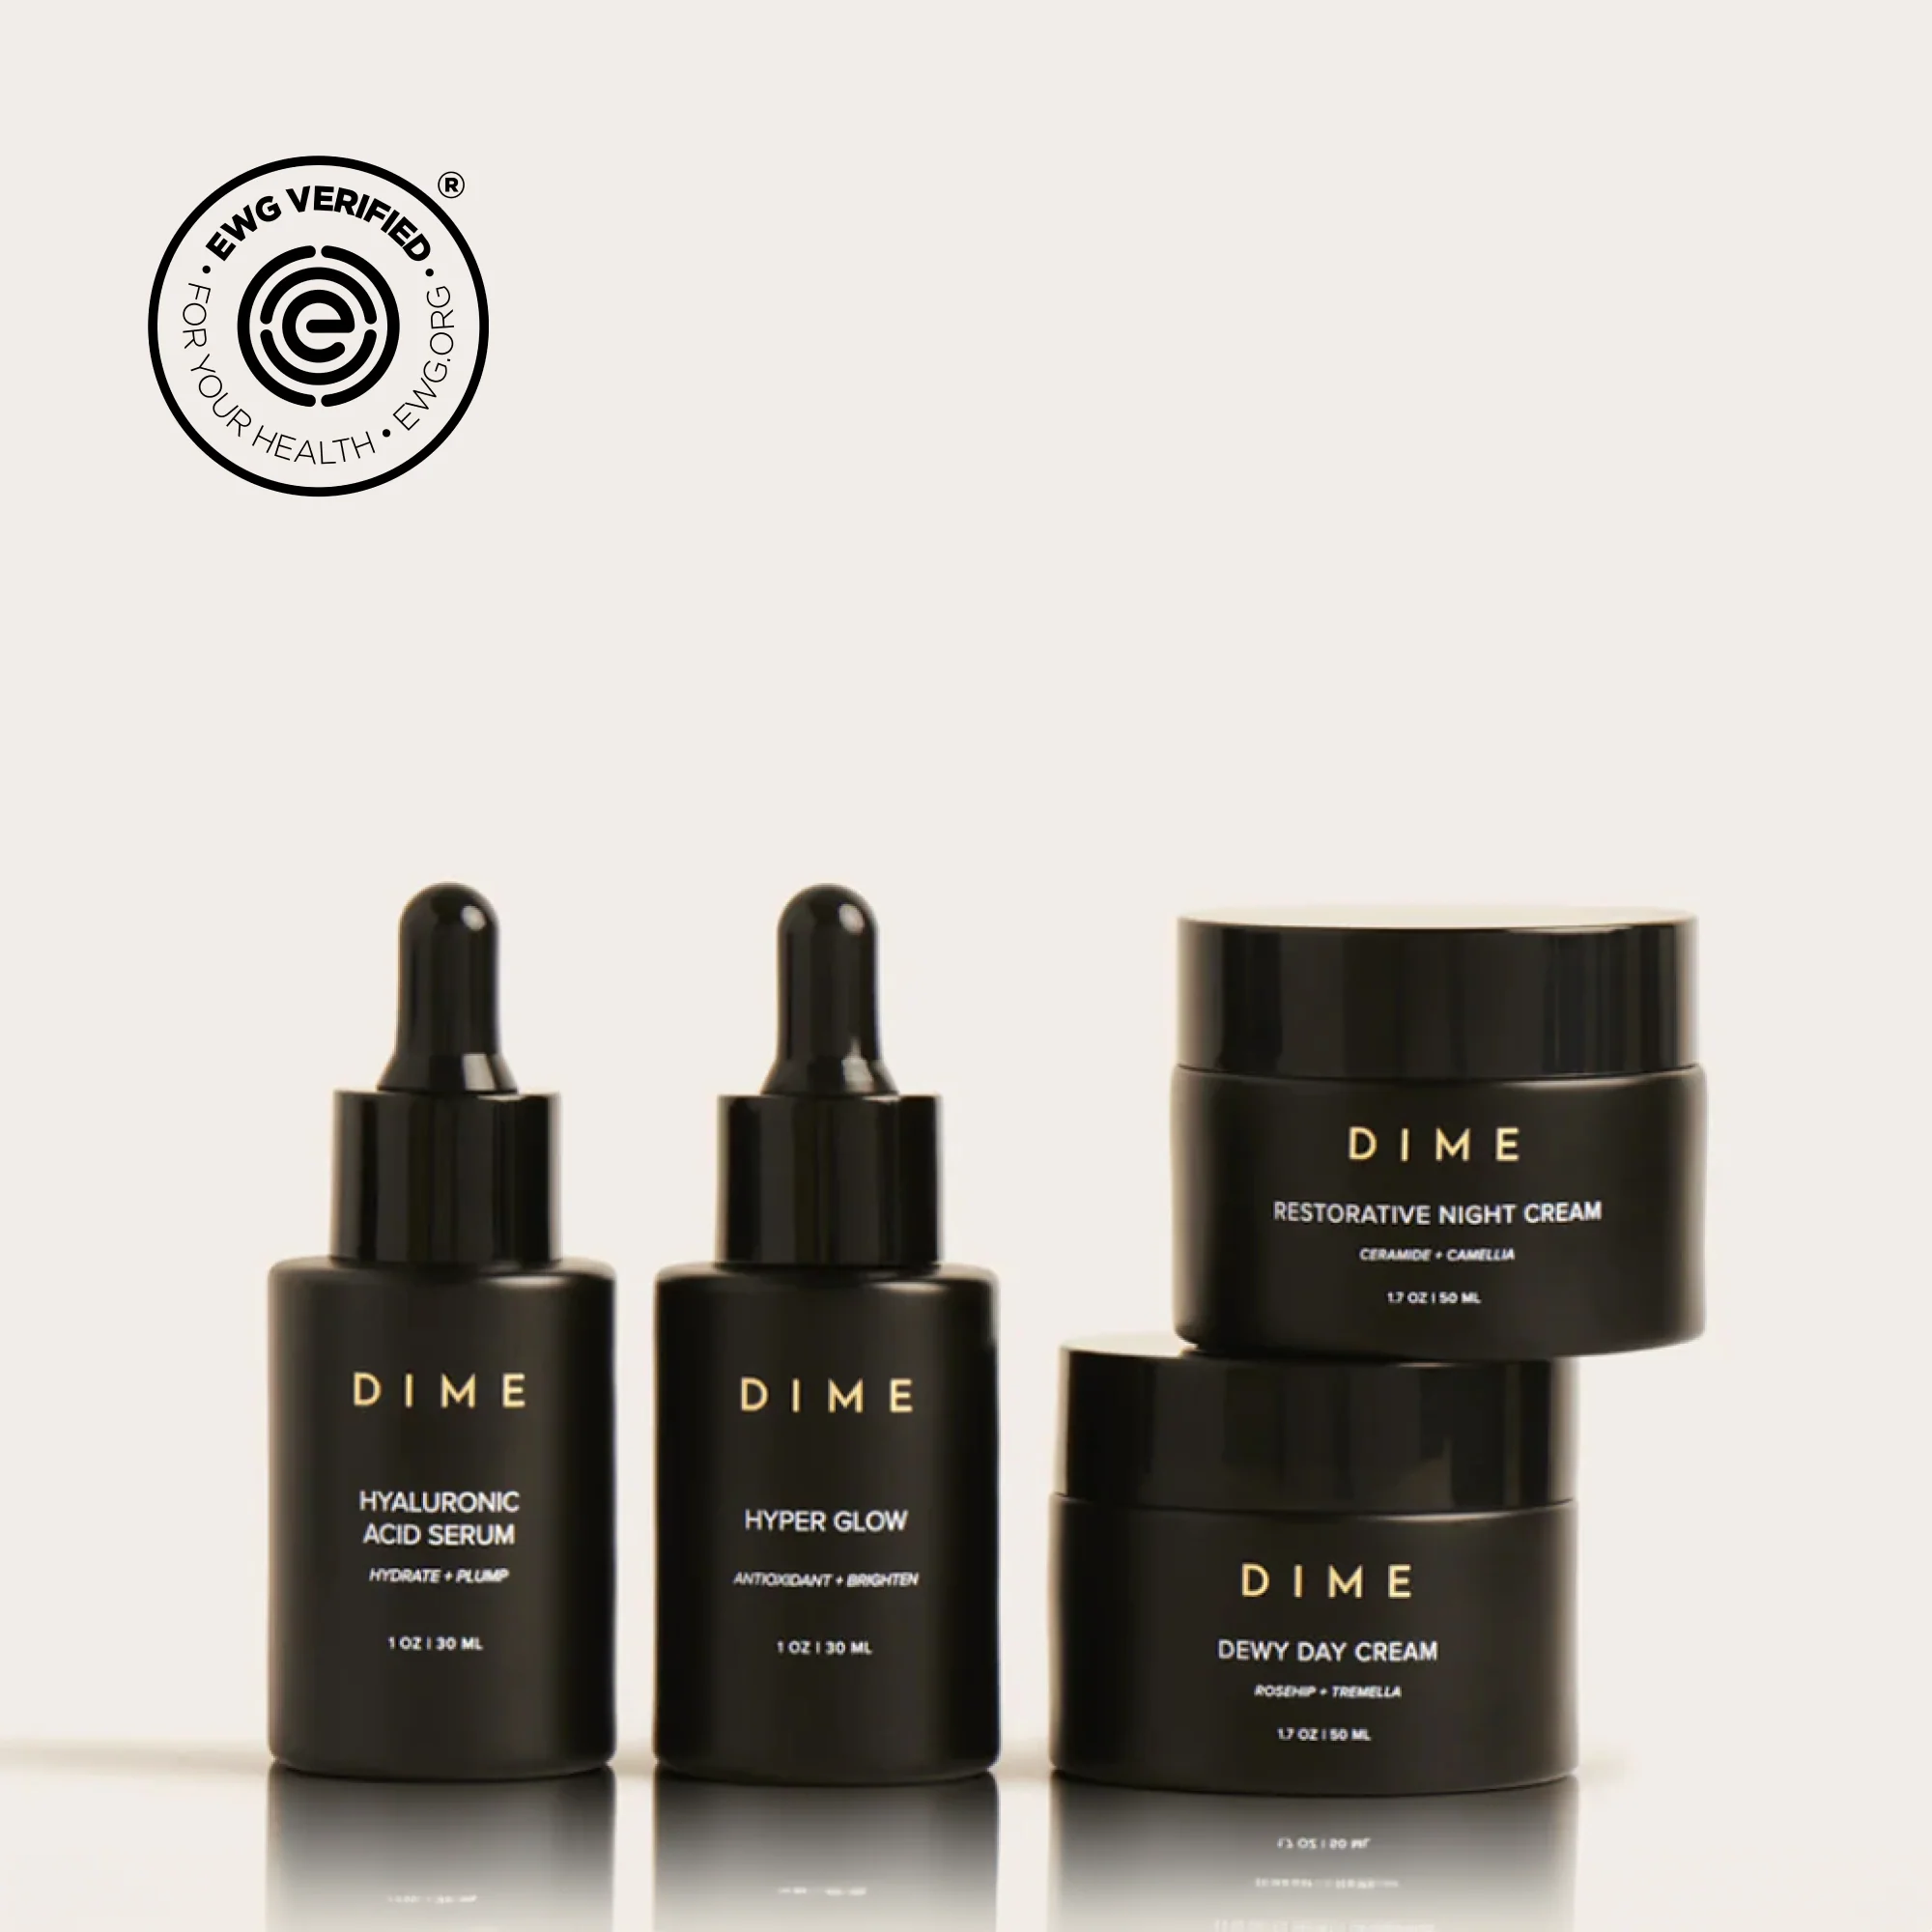 EWG VERIFIED ®
• FOR YOUR HEALTH • EWG.ORG •
DIME
HYALURONIC
ACID SERUM
HYDRATE + PLUMP
1 OZ | 30 ML
DIME
HYPER GLOW
ANTIOXIDANT + BRIGHTEN
1 OZ | 30 ML
DIME
RESTORATIVE NIGHT CREAM
CERAMIDE + CAMELLIA
1.7 OZ | 50 ML
DIME
DEWY DAY CREAM
ROSEHIP + TREMELLA
1.7 OZ | 50 ML